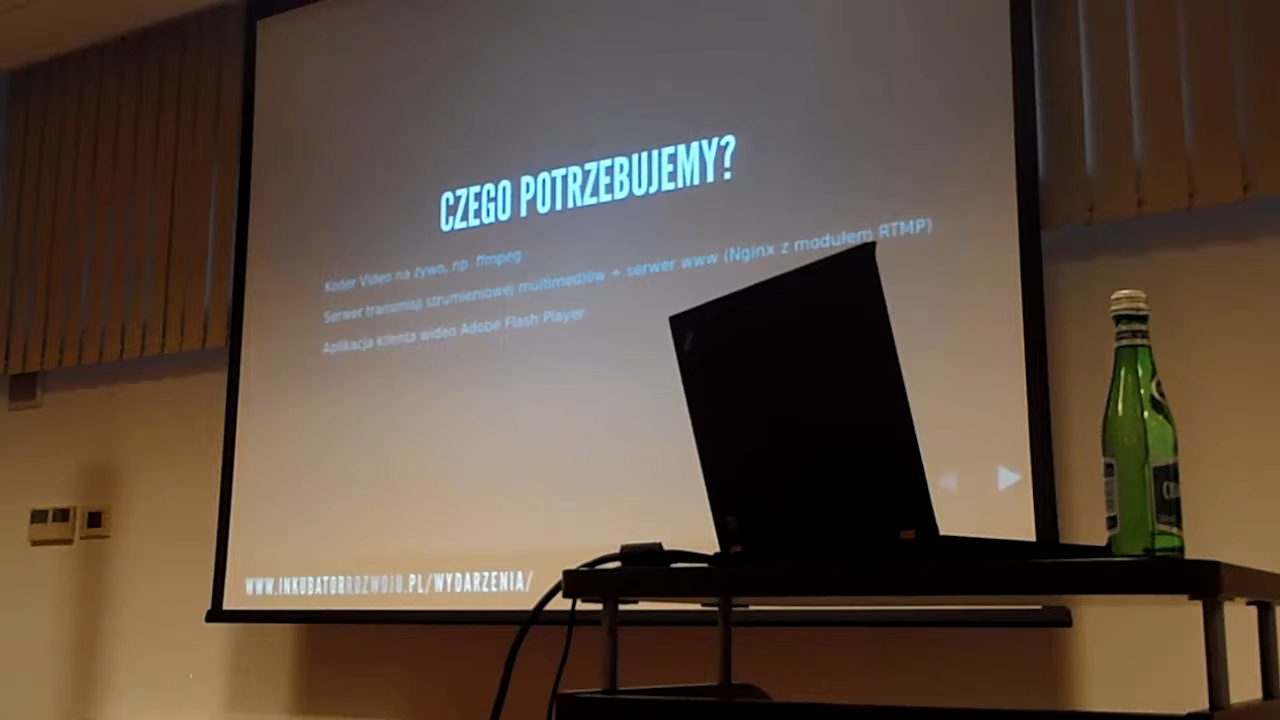 CZEGO POTRZEBUJEMY?
Koder Video na żywo, np. ffmpeg
Serwer transmisji strumieniowej multimediów + serwer www (Nginx z modułem RTMP)
Aplikacja klienta wideo Adobe Flash Player
WWW.INKUBATORROZWOJU.PL/WYDARZENIA/